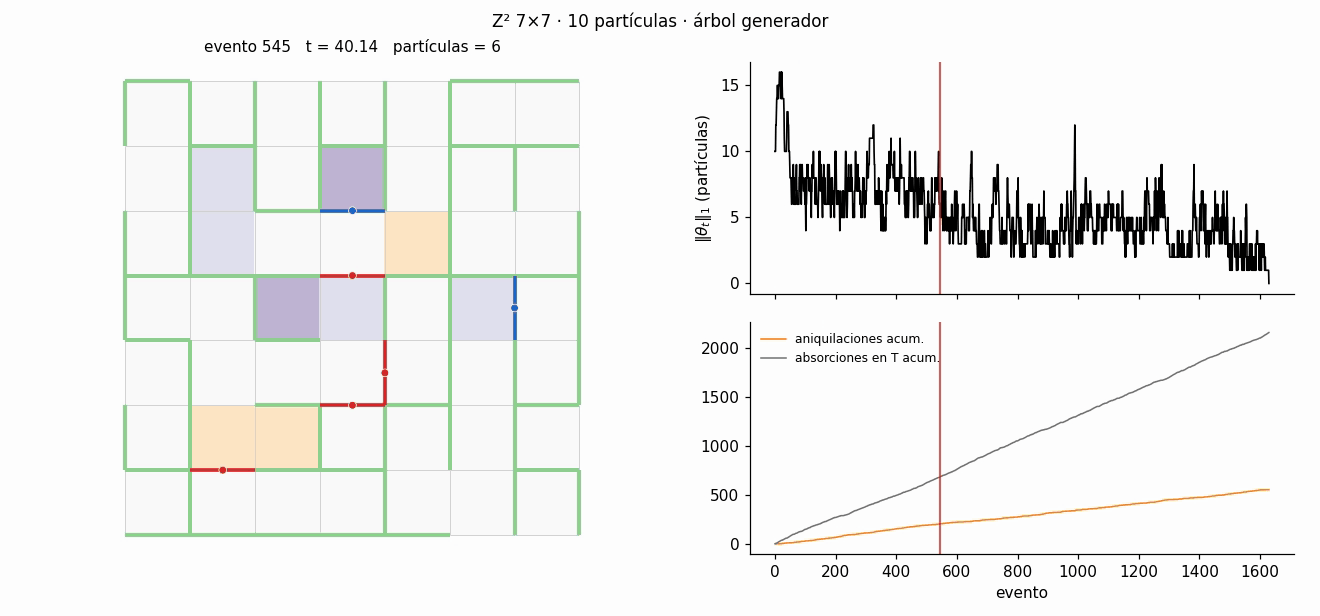 Z² 7×7 · 10 partículas · árbol generador
evento 545 t = 40.14 partículas = 6
‖θₜ‖₁ (partículas)
15
10
5
0
aniquilaciones acum.
absorciones en T acum.
2000
1500
1000
500
0
0 200 400 600 800 1000 1200 1400 1600
evento